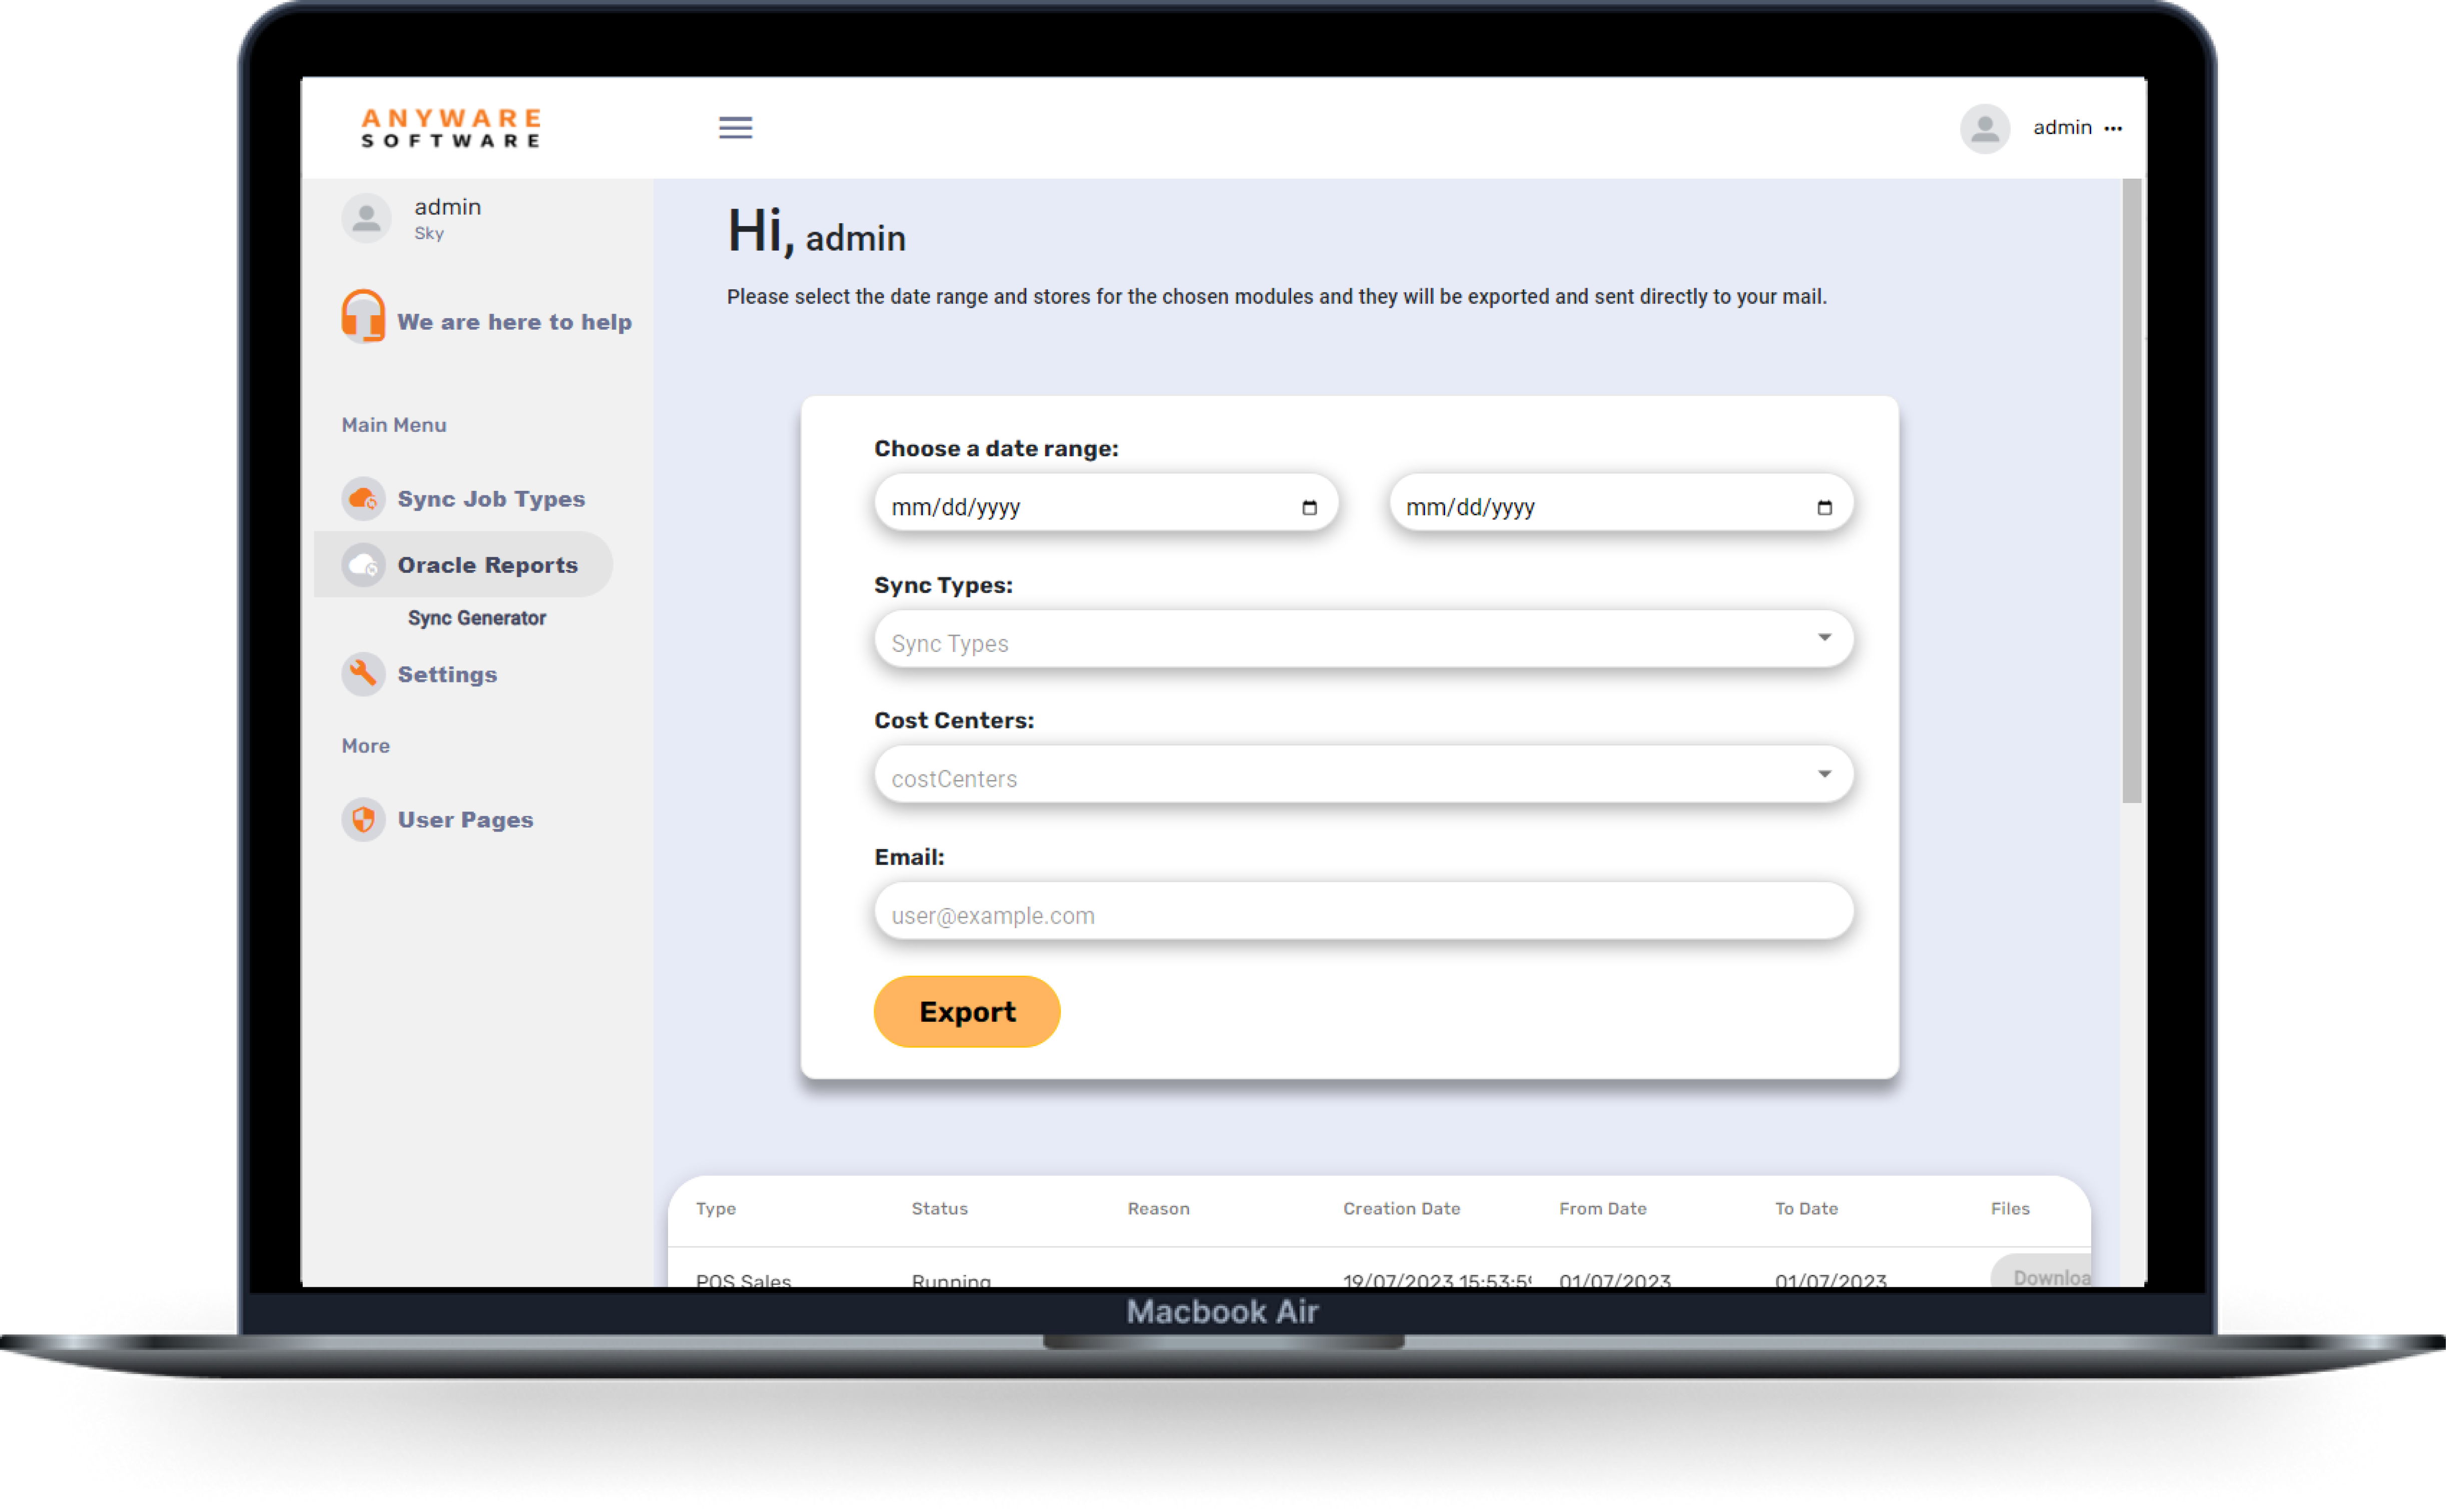 ANYWARE
SOFTWARE
admin ...
admin
Sky
We are here to help
Main Menu
Sync Job Types
Oracle Reports
Sync Generator
Settings
More
User Pages
Hi, admin
Please select the date range and stores for the chosen modules and they will be exported and sent directly to your mail.
Choose a date range:
mm/dd/yyyy mm/dd/yyyy
Sync Types:
Sync Types
Cost Centers:
costCenters
Email:
user@example.com
Export
Type Status Reason Creation Date From Date To Date Files
POS Sales Running 19/07/2023 15:53:5 01/07/2023 01/07/2023 Downloa
Macbook Air